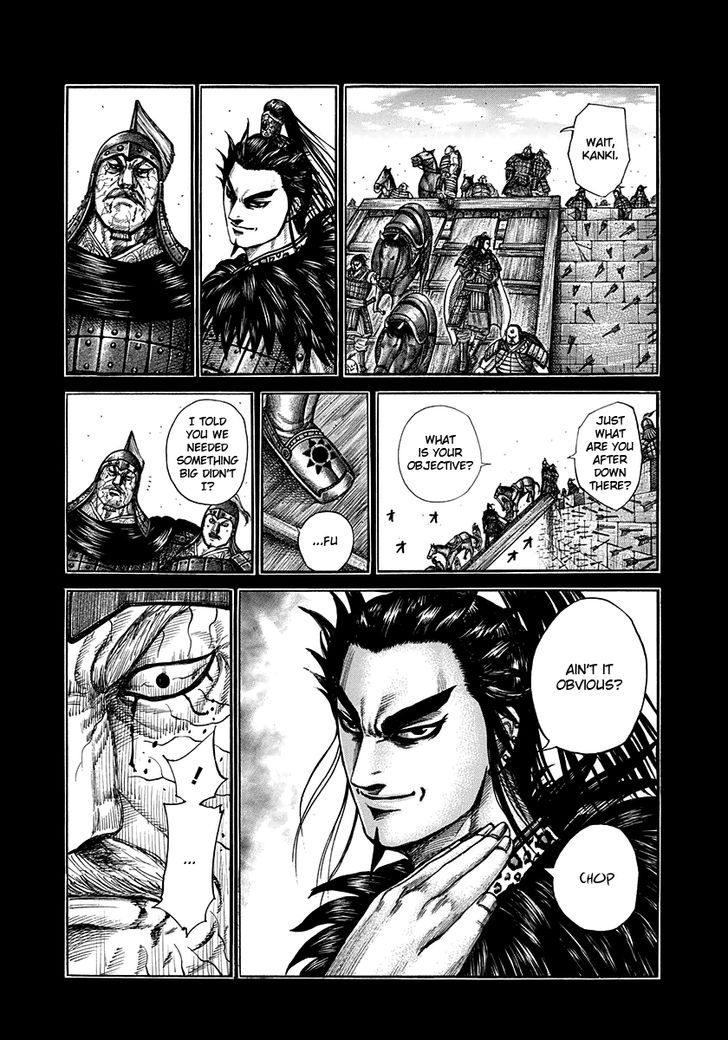 WAIT,
KANKI.
JUST
WHAT
ARE YOU
AFTER
DOWN
THERE?
WHAT
IS YOUR
OBJECTIVE?
...FU
I TOLD
YOU WE
NEEDED
SOMETHING
BIG DIDN'T
I?
AIN'T IT
OBVIOUS?
CHOP
!
...